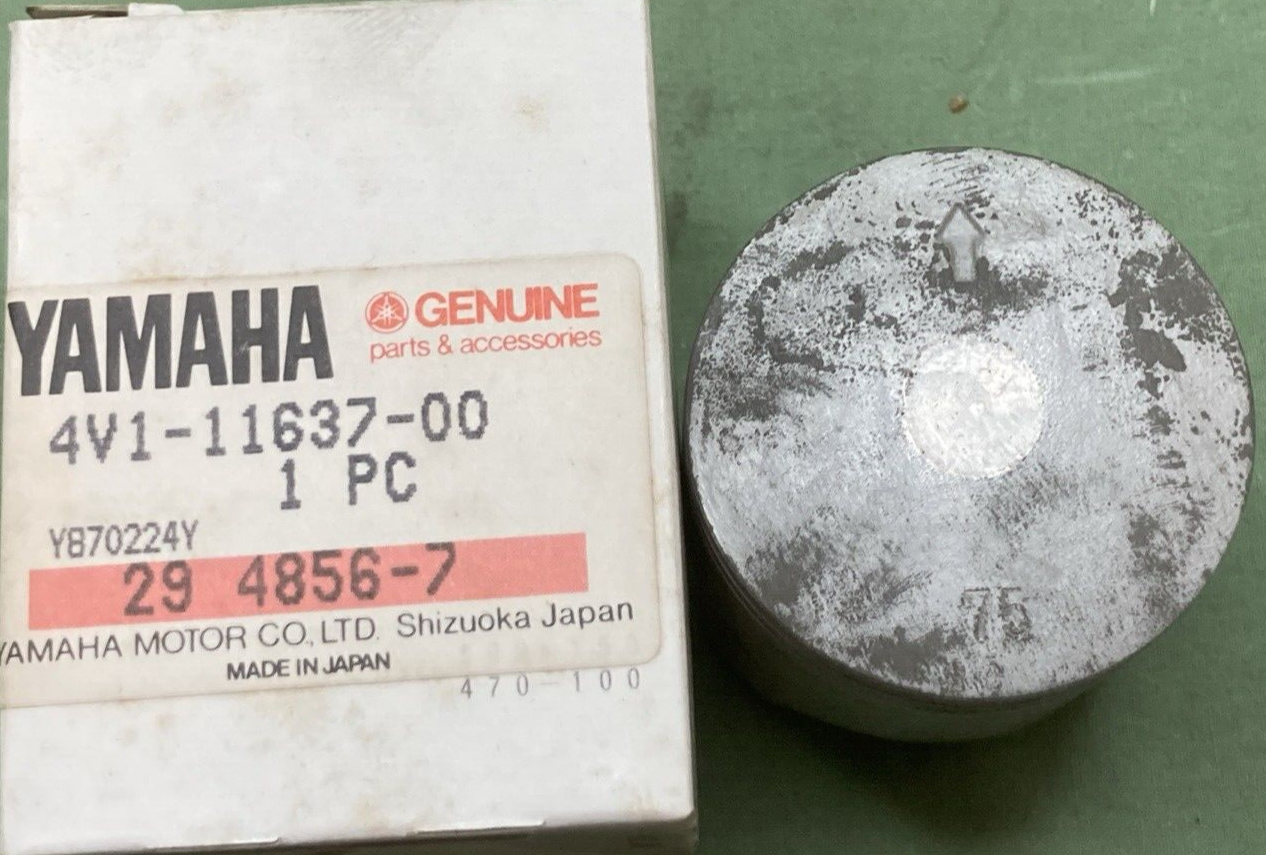 YAMAHA
GENUINE
parts & accessories
4V1-11637-00
1 PC
Y870224Y
29 4856-7
YAMAHA MOTOR CO., LTD. Shizuoka Japan
MADE IN JAPAN
470-100
75